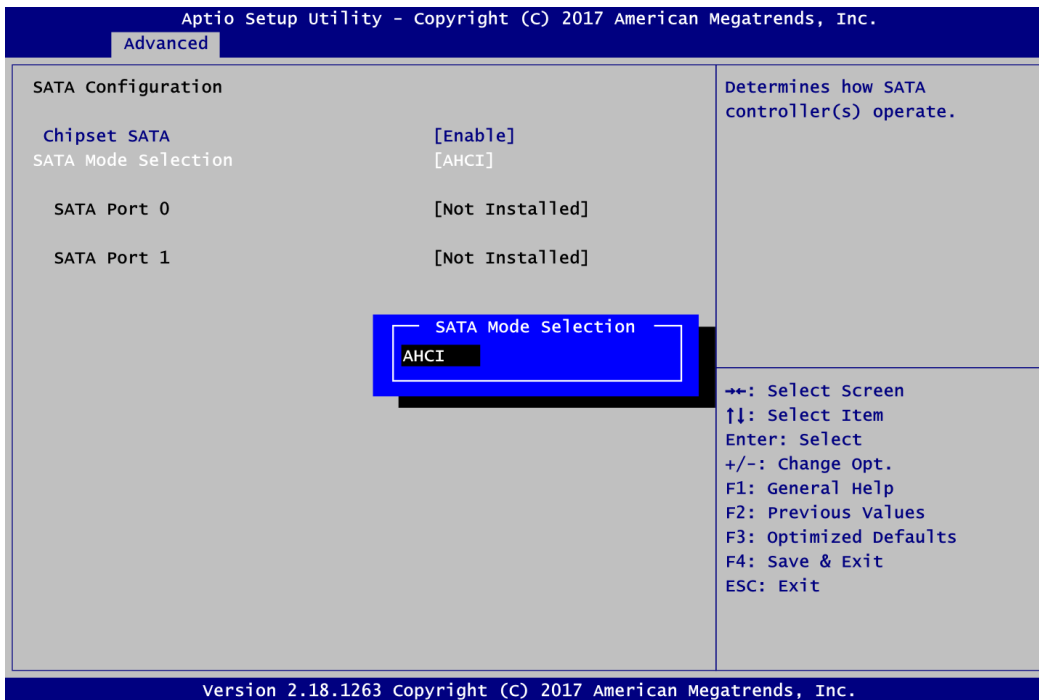 Aptio Setup Utility - Copyright (C) 2017 American Megatrends, Inc.
Advanced
SATA Configuration
Chipset SATA [Enable]
SATA Mode Selection [AHCI]
SATA Port 0 [Not Installed]
SATA Port 1 [Not Installed]
SATA Mode Selection
AHCI
Determines how SATA
controller(s) operate.
→←: Select Screen
↑↓: Select Item
Enter: Select
+/-: Change Opt.
F1: General Help
F2: Previous Values
F3: Optimized Defaults
F4: Save & Exit
ESC: Exit
Version 2.18.1263 Copyright (C) 2017 American Megatrends, Inc.